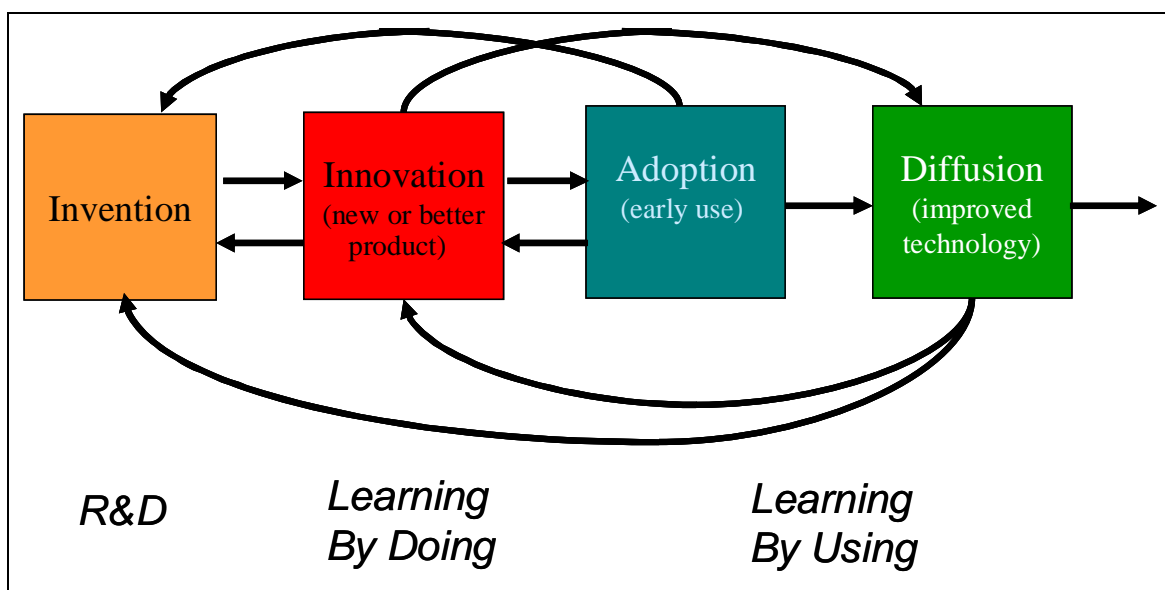 Invention
Innovation
(new or better
product)
Adoption
(early use)
Diffusion
(improved
technology)
R&D
Learning
By Doing
Learning
By Using